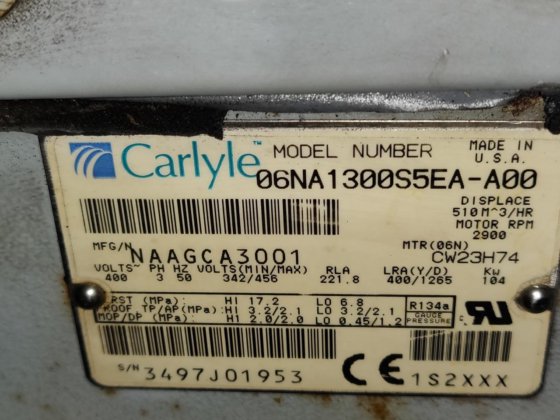 Carlyle™ MODEL NUMBER MADE IN U.S.A.
06NA1300S5EA-A00
DISPLACE
510M^3/HR
MOTOR RPM
2900
MFG/N NAAGCA3001 MTR(06N) CW23H74
VOLTS~ PH HZ VOLTS(MIN/MAX) RLA LRA(Y/D) KW
400 3 50 342/456 221.8 400/1265 104
RST (MPa): HI 17.2 LO 6.8
ROOF TP/AP(MPa): HI 3.2/2.1 LO 3.2/2.1
MOP/DP (MPa): HI 2.0/2.0 LO 0.45/1.2
R134a
GAUGE PRESSURE
S/N 3497J01953
CE 1S2XXX